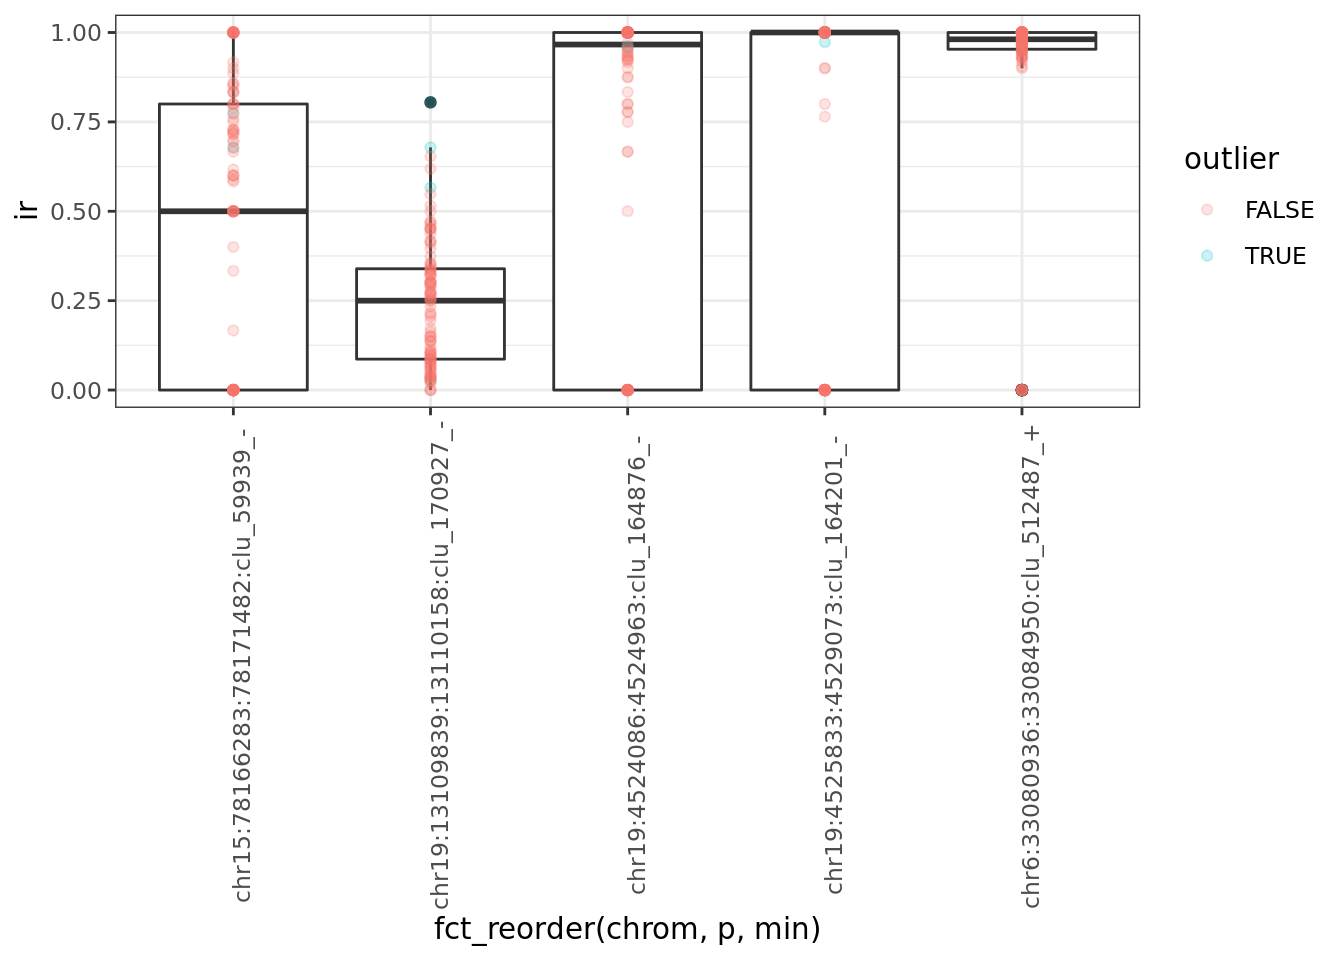 1.00
0.75
0.50
0.25
0.00
ir
chr15:78166283:78171482:clu_59939_-
chr19:13109839:13110158:clu_170927_-
chr19:4524086:4524963:clu_164876_-
chr19:4525833:4529073:clu_164201_-
chr6:33080936:33084950:clu_512487_+
fct_reorder(chrom, p, min)
outlier
FALSE
TRUE